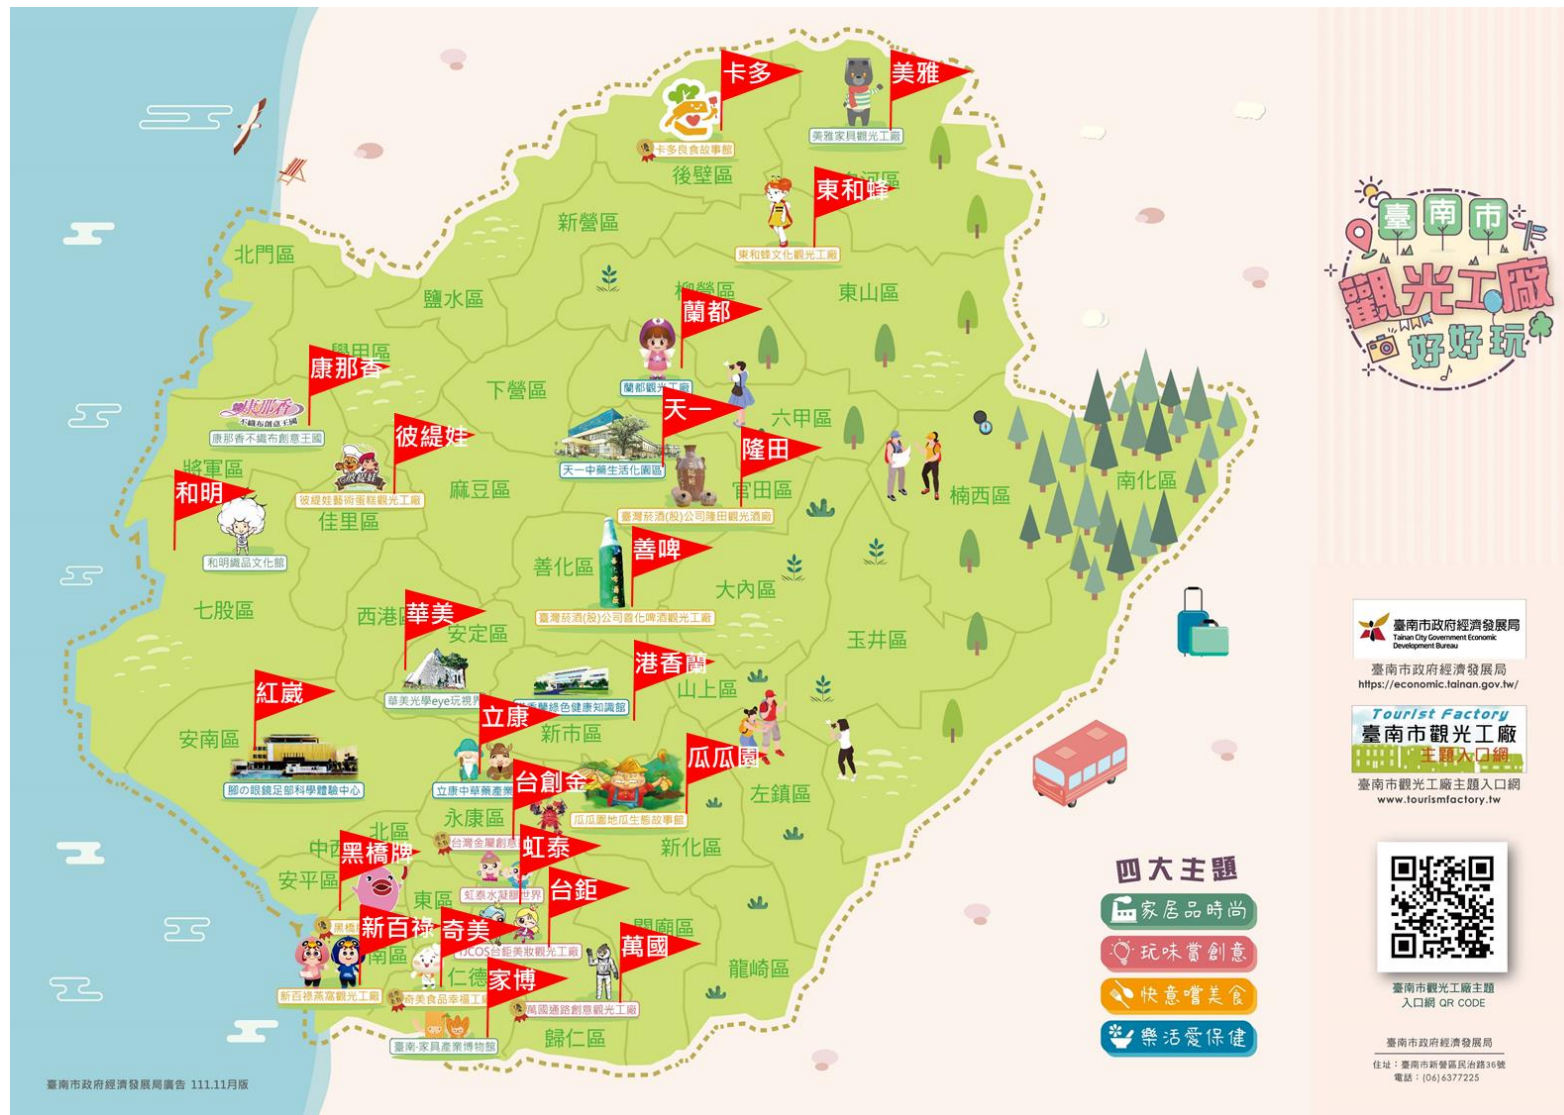 卡多
美雅
卡多良食故事館
美雅家具觀光工廠
後壁區
東和蜂
新營區
東和蜂文化觀光工廠
北門區
鹽水區
東山區
蘭都
康那香
下營區
蘭都觀光工廠
天一
六甲區
康那香
不織布創意王國
康那香不織布創意王國
彼緹娃
隆田
將軍區
天一中藥生活化園區
和明
彼緹娃藝術蛋糕觀光工廠
麻豆區
官田區
楠西區
南化區
佳里區
臺灣菸酒(股)公司隆田觀光酒廠
善啤
和明織品文化館
善化區
大內區
七股區
華美
西港
安定區
臺灣菸酒(股)公司善化啤酒觀光工廠
玉井區
港香蘭
紅崴
華美光學eye玩視界
山上區
香蘭綠色健康知識館
立康
安南區
新市區
瓜瓜園
腳の眼鏡足部科學體驗中心
立康中草藥產業
台創金
左鎮區
永康區
瓜瓜園地瓜生態故事館
北區
台灣金屬創意
虹泰
新化區
黑橋牌
安平區
東區
虹泰水凝膠世界
台鉅
黑橋
新百祿
奇美
關廟區
萬國
南區
COS台鉅美妝觀光工廠
仁德
家博
龍崎區
新百祿燕窩觀光工廠
奇美食品幸福工
萬國通路創意觀光工廠
臺南·家具產業博物館
歸仁區
臺南市政府經濟發展局廣告 111.11月版
四大主題
家居品時尚
玩味賞創意
快意嚐美食
樂活愛保健
臺南市
觀光工廠
好好玩
臺南市政府經濟發展局
Tainan City Government Economic
Development Bureau
臺南市政府經濟發展局
https://economic.tainan.gov.tw/
Tourist Factory
臺南市觀光工廠
主題入口網
臺南市觀光工廠主題入口網
www.tourismfactory.tw
臺南市觀光工廠主題
入口網 QR CODE
臺南市政府經濟發展局
住址：臺南市新營區民治路36號
電話：(06)6377225